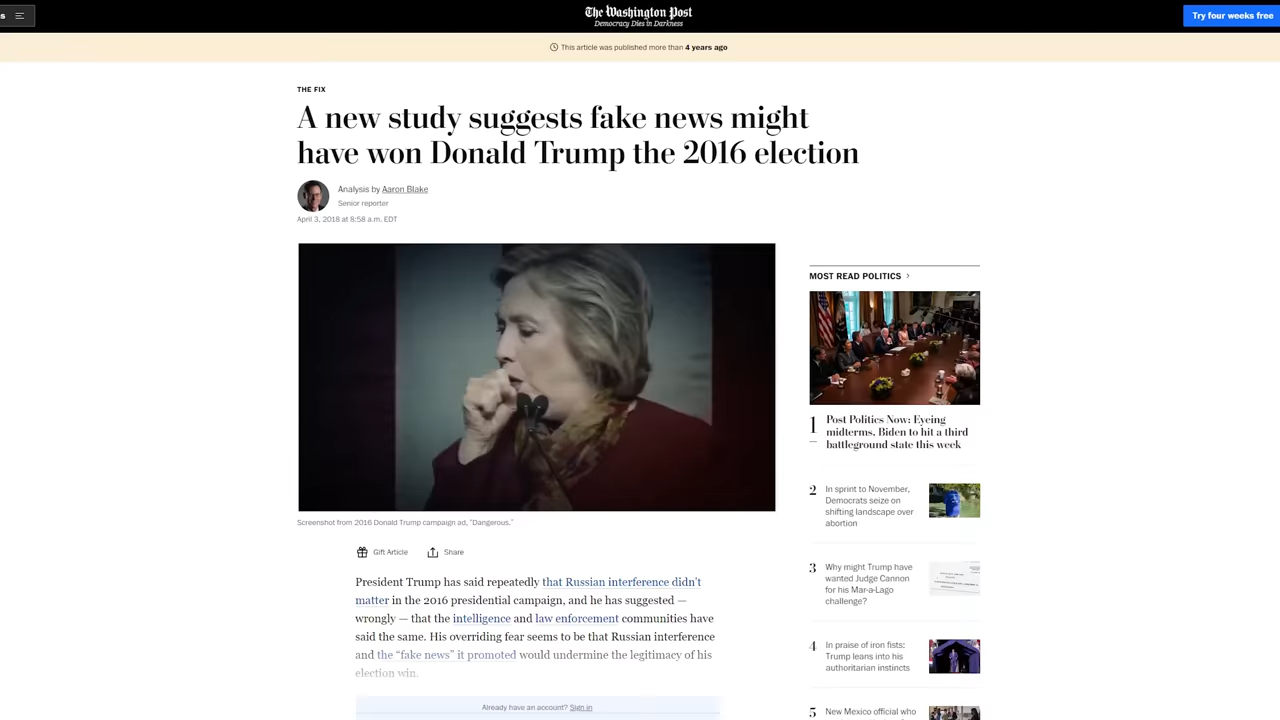 s
The Washington Post
Democracy Dies in Darkness
Try four weeks free
This article was published more than 4 years ago
THE FIX
A new study suggests fake news might
have won Donald Trump the 2016 election
Analysis by Aaron Blake
Senior reporter
April 3, 2018 at 8:58 a.m. EDT
Screenshot from 2016 Donald Trump campaign ad, "Dangerous."
Gift Article
Share
President Trump has said repeatedly that Russian interference didn't
matter in the 2016 presidential campaign, and he has suggested —
wrongly — that the intelligence and law enforcement communities have
said the same. His overriding fear seems to be that Russian interference
and the “fake news” it promoted would undermine the legitimacy of his
election win.
Already have an account? Sign in
MOST READ POLITICS
1
Post Politics Now: Eyeing
midterms, Biden to hit a third
battleground state this week
2
In sprint to November,
Democrats seize on
shifting landscape over
abortion
3
Why might Trump have
wanted Judge Cannon
for his Mar-a-Lago
challenge?
4
In praise of iron fists:
Trump leans into his
authoritarian instincts
5
New Mexico official who